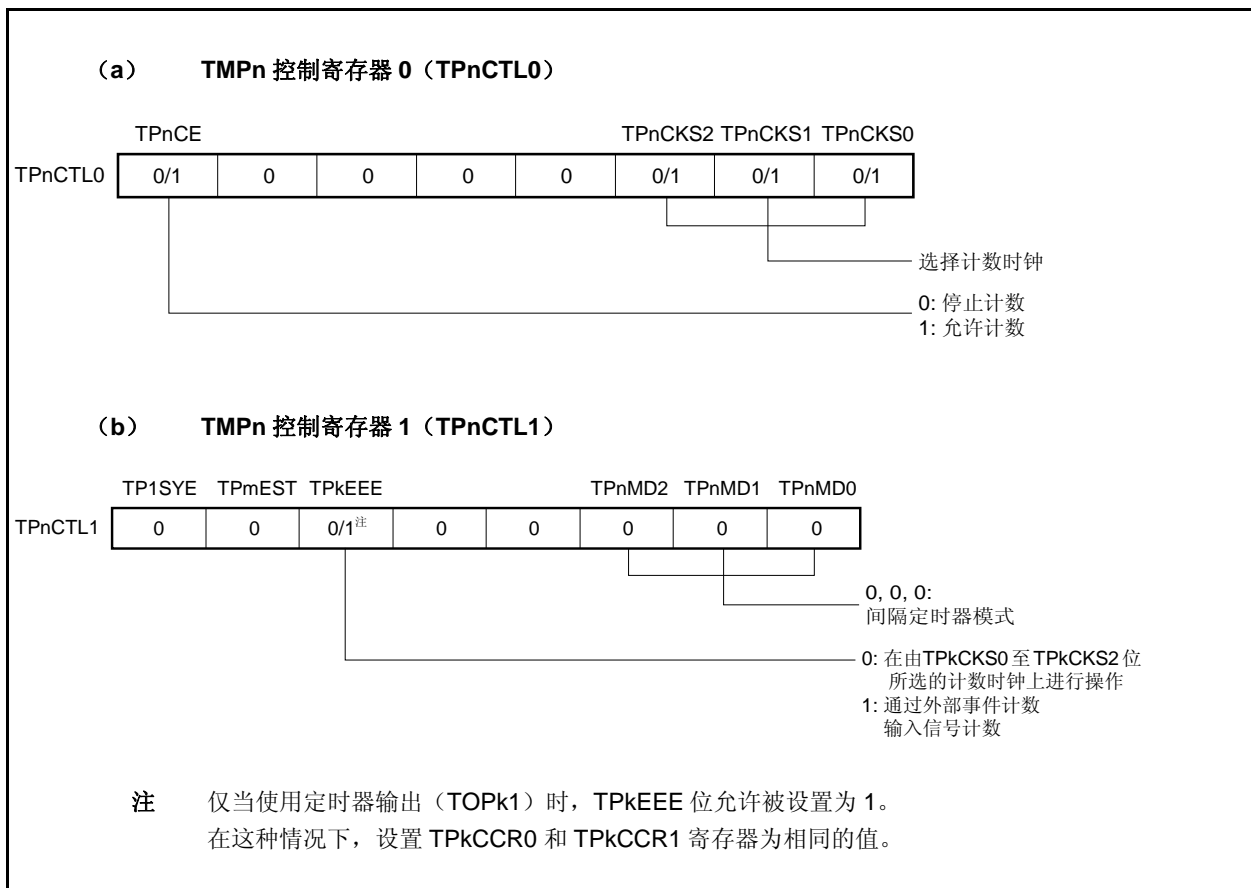 （a） TMPn 控制寄存器 0（TPnCTL0）
TPnCE TPnCKS2 TPnCKS1 TPnCKS0
TPnCTL0 0/1 0 0 0 0 0/1 0/1 0/1
选择计数时钟
0: 停止计数
1: 允许计数
（b） TMPn 控制寄存器 1（TPnCTL1）
TP1SYE TPmEST TPkEEE TPnMD2 TPnMD1 TPnMD0
TPnCTL1 0 0 0/1注 0 0 0 0 0
0, 0, 0:
间隔定时器模式
0: 在由TPkCKS0 至 TPkCKS2 位
所选的计数时钟上进行操作
1: 通过外部事件计数
输入信号计数
注 仅当使用定时器输出（TOPk1）时，TPkEEE 位允许被设置为 1。
在这种情况下，设置 TPkCCR0 和 TPkCCR1 寄存器为相同的值。